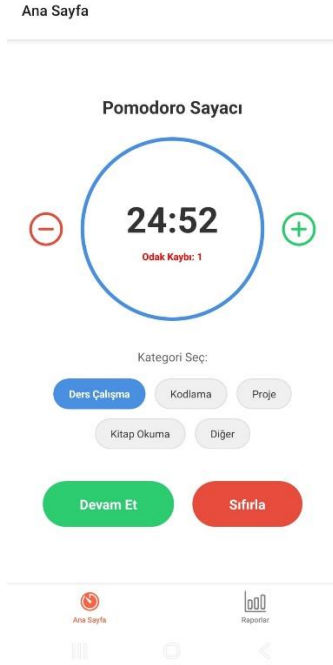 Ana Sayfa
Pomodoro Sayacı
24:52
Odak Kaybı: 1
Kategori Seç:
Ders Çalışma Kodlama Proje
Kitap Okuma Diğer
Devam Et Sıfırla
Ana Sayfa Raporlar